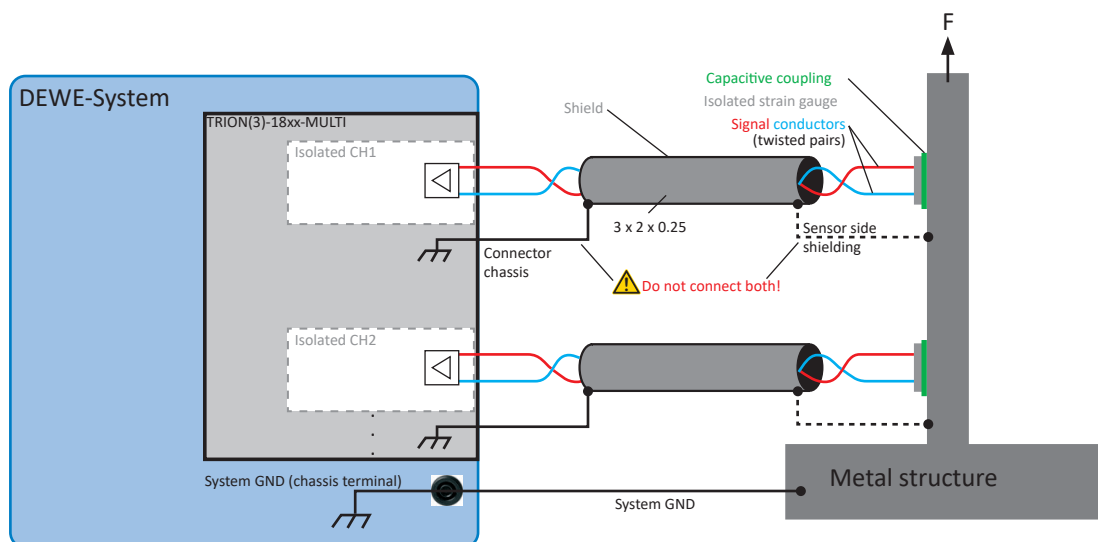 F
DEWE-System
Capacitive coupling
Shield
Isolated strain gauge
TRION(3)-18xx-MULTI
Signal conductors
(twisted pairs)
Isolated CH1
3 x 2 x 0.25
Sensor side
shielding
Connector
chassis
Do not connect both!
Isolated CH2
Metal structure
System GND (chassis terminal)
System GND